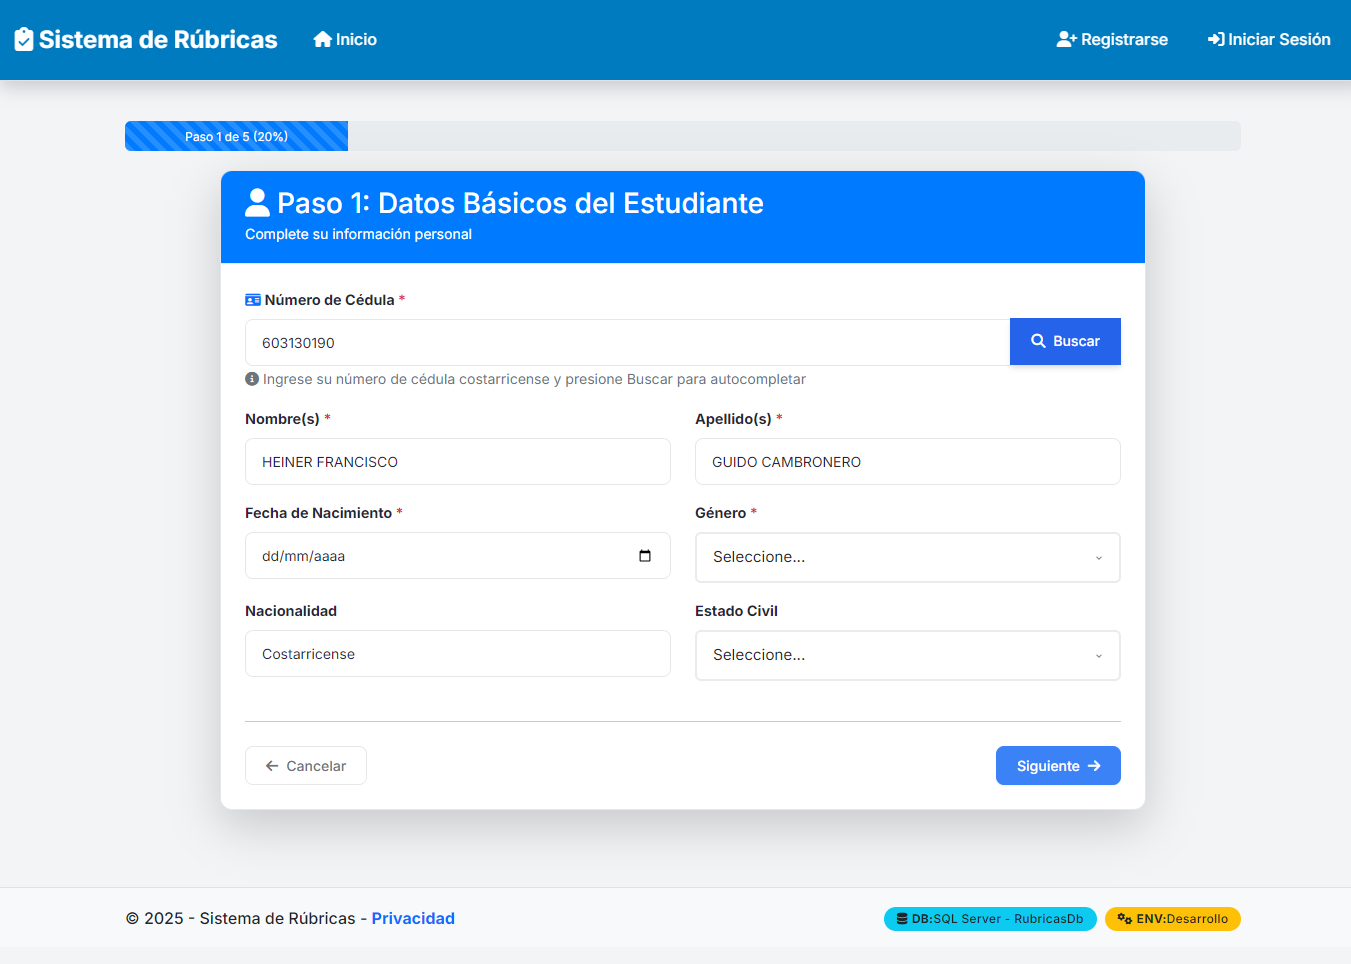 Sistema de Rúbricas Inicio Registrarse Iniciar Sesión
Paso 1 de 5 (20%)
Paso 1: Datos Básicos del Estudiante
Complete su información personal
Número de Cédula *
603130190 Buscar
Ingrese su número de cédula costarricense y presione Buscar para autocompletar
Nombre(s) * Apellido(s) *
HEINER FRANCISCO GUIDO CAMBRONERO
Fecha de Nacimiento * Género *
dd/mm/aaaa Seleccione...
Nacionalidad Estado Civil
Costarricense Seleccione...
Cancelar Siguiente
© 2025 - Sistema de Rúbricas - Privacidad DB:SQL Server - RubricasDb ENV:Desarrollo